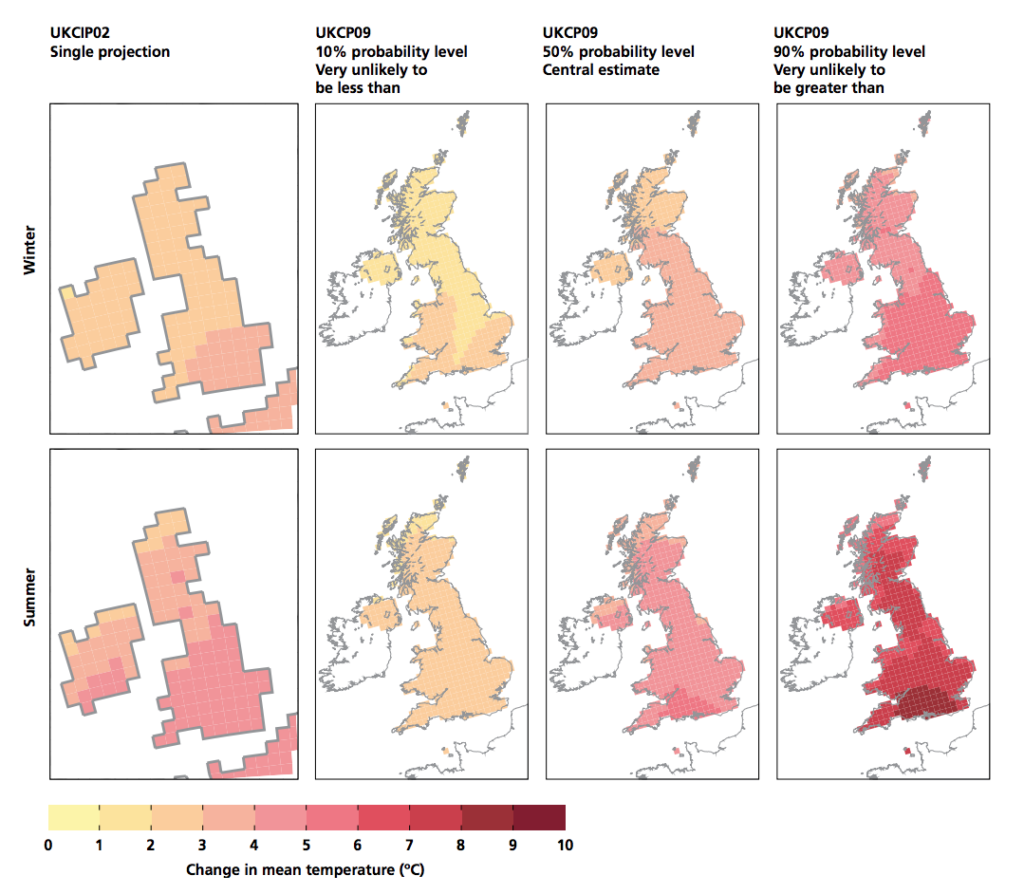 UKCIP02
Single projection
UKCP09
10% probability level
Very unlikely to
be less than
UKCP09
50% probability level
Central estimate
UKCP09
90% probability level
Very unlikely to
be greater than
Winter
Summer
0 1 2 3 4 5 6 7 8 9 10
Change in mean temperature (ºC)